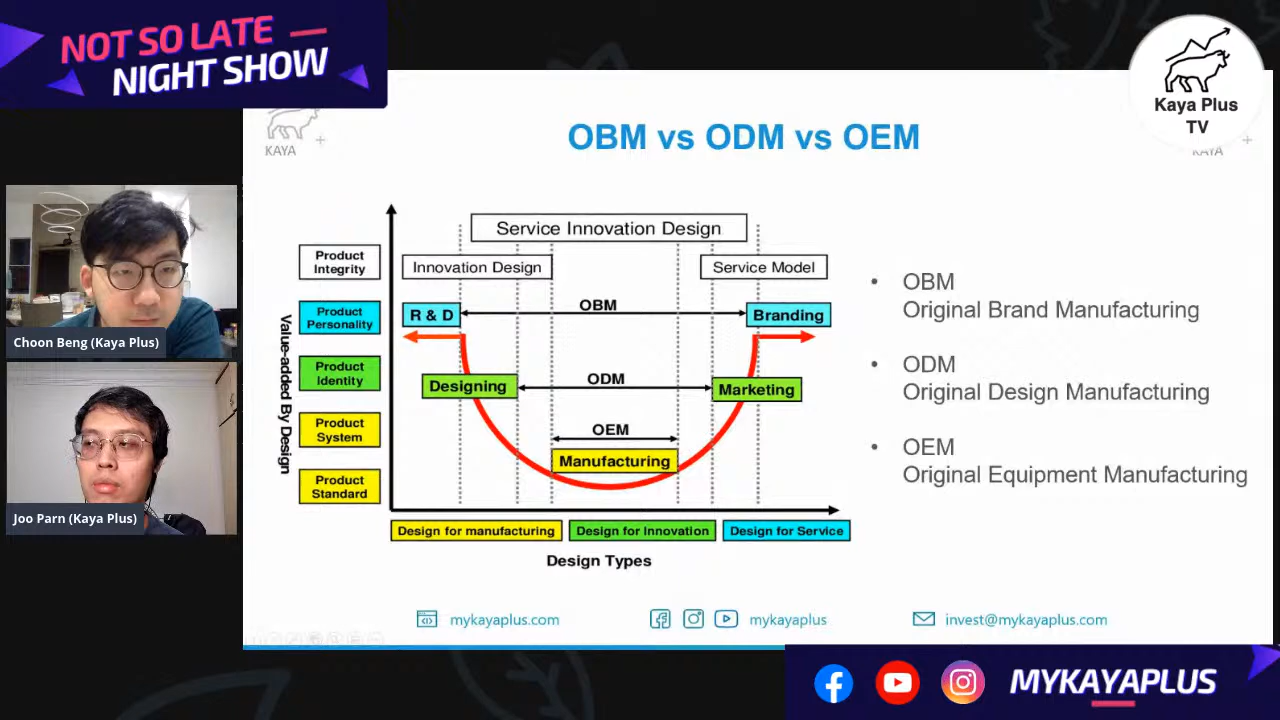 NOT SO LATE
NIGHT SHOW
Kaya Plus
TV
KAYA
KAYA
OBM vs ODM vs OEM
Service Innovation Design
Product
Integrity
Innovation Design
Service Model
Product
Personality
R & D
OBM
Branding
Value-addded By Design
Product
Identity
Designing
ODM
Marketing
Product
System
OEM
Manufacturing
Product
Standard
Design for manufacturing
Design for Innovation
Design for Service
Design Types
• OBM
Original Brand Manufacturing
• ODM
Original Design Manufacturing
• OEM
Original Equipment Manufacturing
Choon Beng (Kaya Plus)
Joo Parn (Kaya Plus)
mykayaplus.com
mykayaplus
invest@mykayaplus.com
MYKAYAPLUS